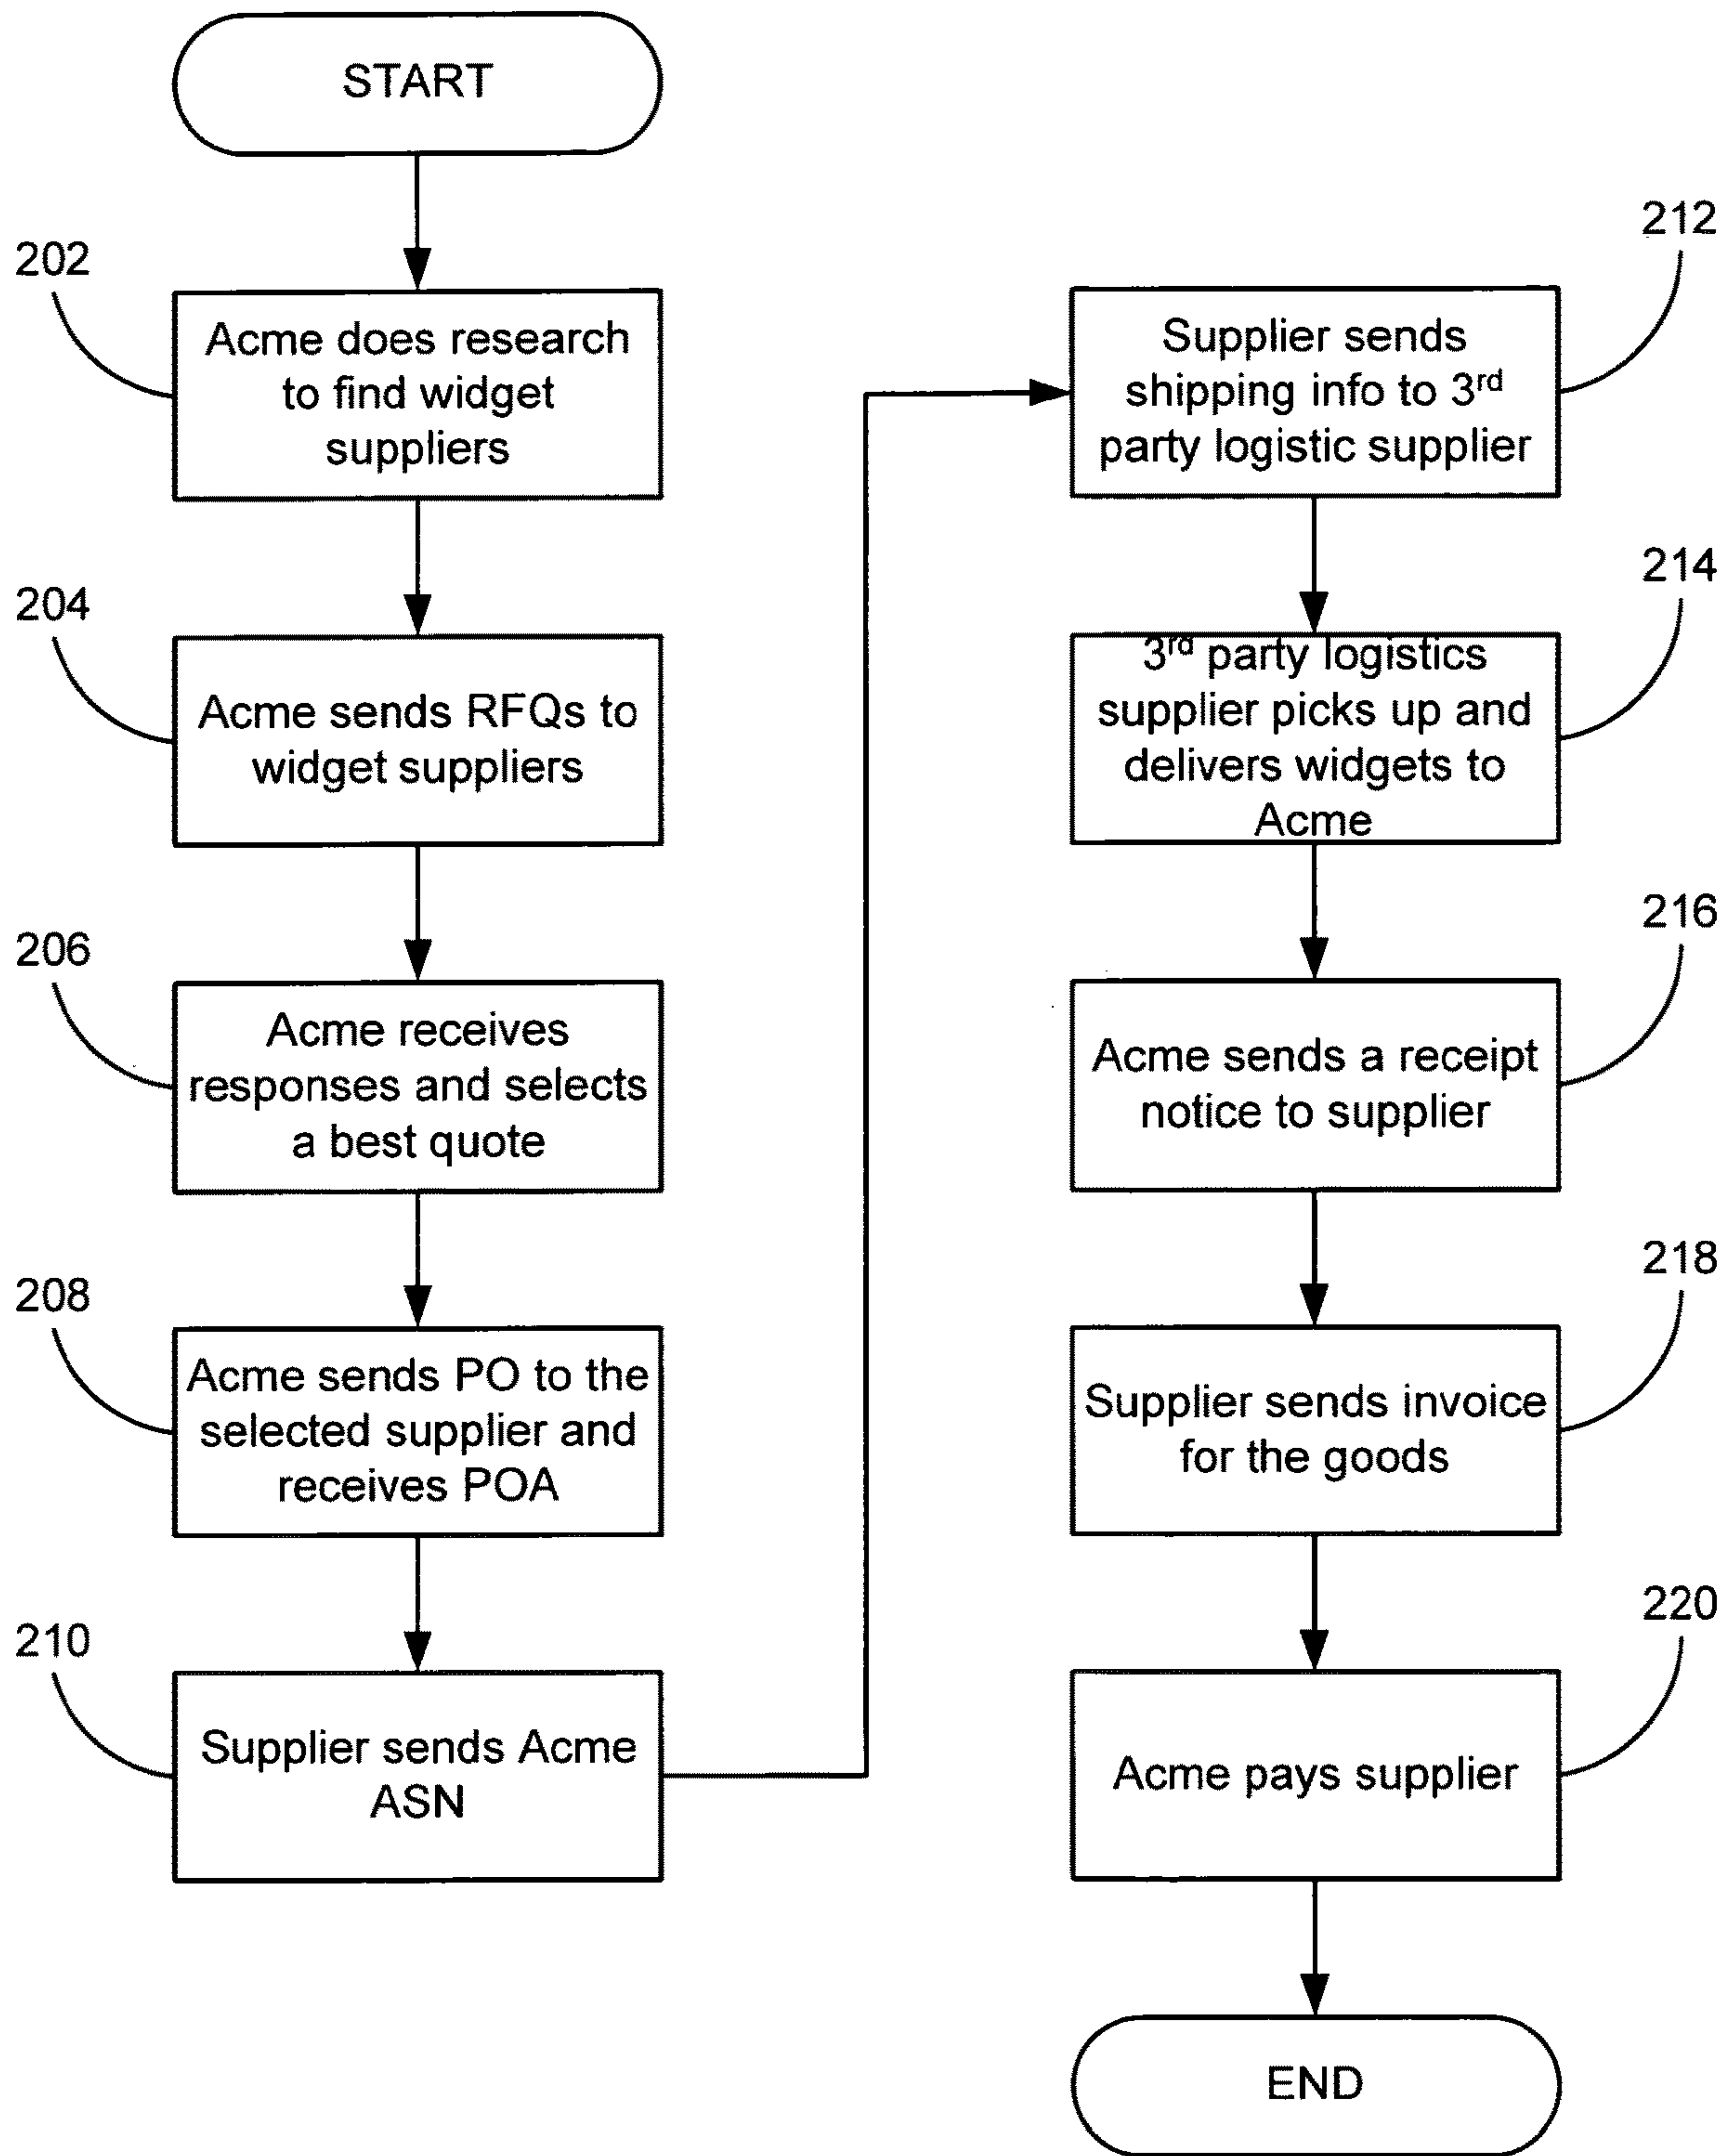 START
202
Acme does research
to find widget
suppliers
204
Acme sends RFQs to
widget suppliers
206
Acme receives
responses and selects
a best quote
208
Acme sends PO to the
selected supplier and
receives POA
210
Supplier sends Acme
ASN
212
Supplier sends
shipping info to 3rd
party logistic supplier
214
3rd party logistics
supplier picks up and
delivers widgets to
Acme
216
Acme sends a receipt
notice to supplier
218
Supplier sends invoice
for the goods
220
Acme pays supplier
END